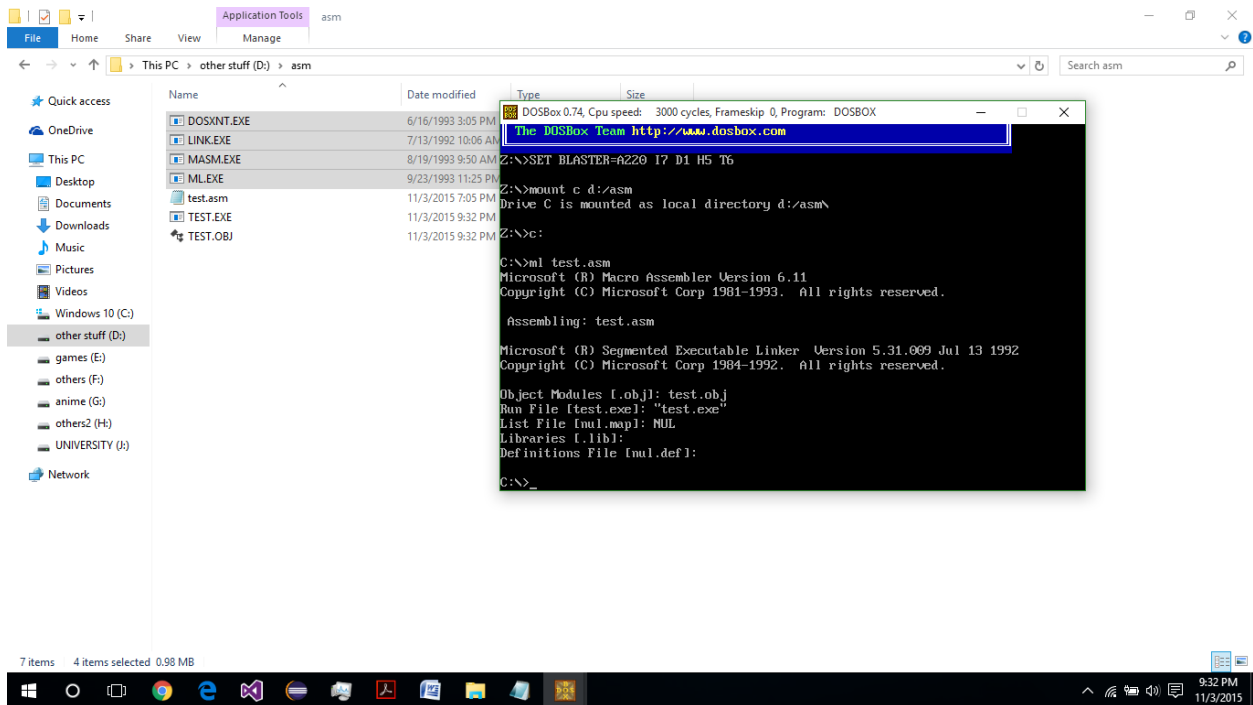 Application Tools asm
File Home Share View Manage
This PC > other stuff (D:) > asm
Search asm
Quick access
OneDrive
This PC
Desktop
Documents
Downloads
Music
Pictures
Videos
Windows 10 (C:)
other stuff (D:)
games (E:)
others (F:)
anime (G:)
others2 (H:)
UNIVERSITY (J:)
Network
Name Date modified Type Size
DOSXNT.EXE 6/16/1993 3:05 PM
LINK.EXE 7/13/1992 10:06 AM
MASM.EXE 8/19/1993 9:50 AM
ML.EXE 9/23/1993 11:25 PM
test.asm 11/3/2015 7:05 PM
TEST.EXE 11/3/2015 9:32 PM
TEST.OBJ 11/3/2015 9:32 PM
DOSBox 0.74, Cpu speed: 3000 cycles, Frameskip 0, Program: DOSBOX
The DOSBox Team http://www.dosbox.com
Z:\>SET BLASTER=A220 I7 D1 H5 T6
Z:\>mount c d:/asm
Drive C is mounted as local directory d:/asm\
Z:\>c:
C:\>ml test.asm
Microsoft (R) Macro Assembler Version 6.11
Copyright (C) Microsoft Corp 1981-1993. All rights reserved.
Assembling: test.asm
Microsoft (R) Segmented Executable Linker Version 5.31.009 Jul 13 1992
Copyright (C) Microsoft Corp 1984-1992. All rights reserved.
Object Modules [.obj]: test.obj
Run File [test.exe]: "test.exe"
List File [nul.map]: NUL
Libraries [.lib]:
Definitions File [nul.def]:
C:\>_
7 items 4 items selected 0.98 MB
9:32 PM
11/3/2015